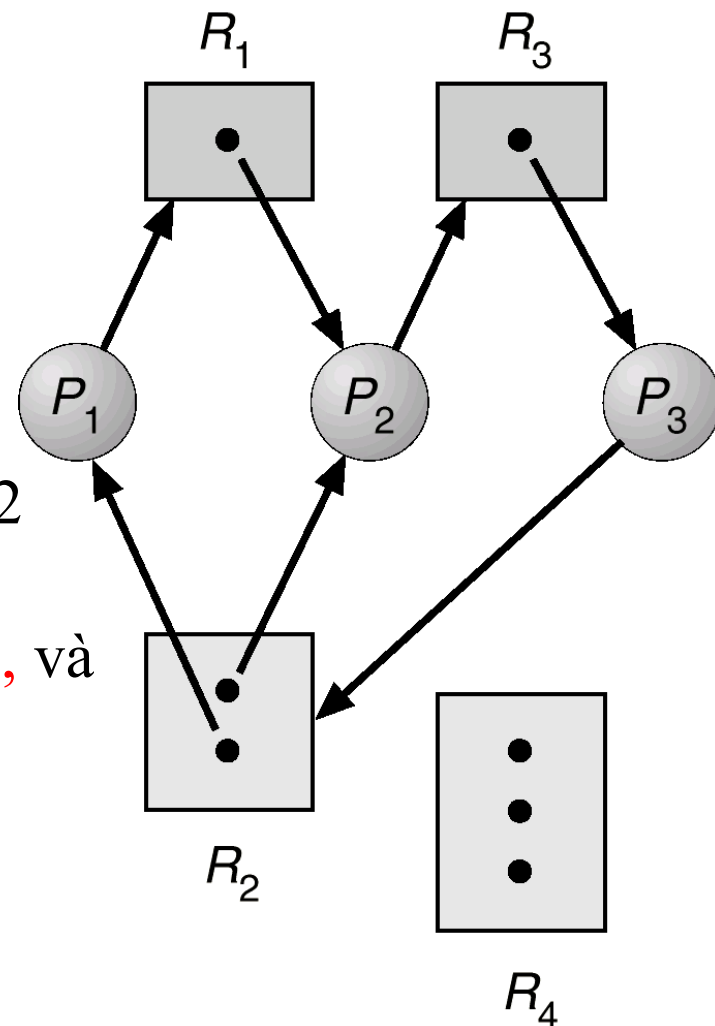 R₁ R₃
P₁ P₂ P₃
2
, và
R₂
R₄